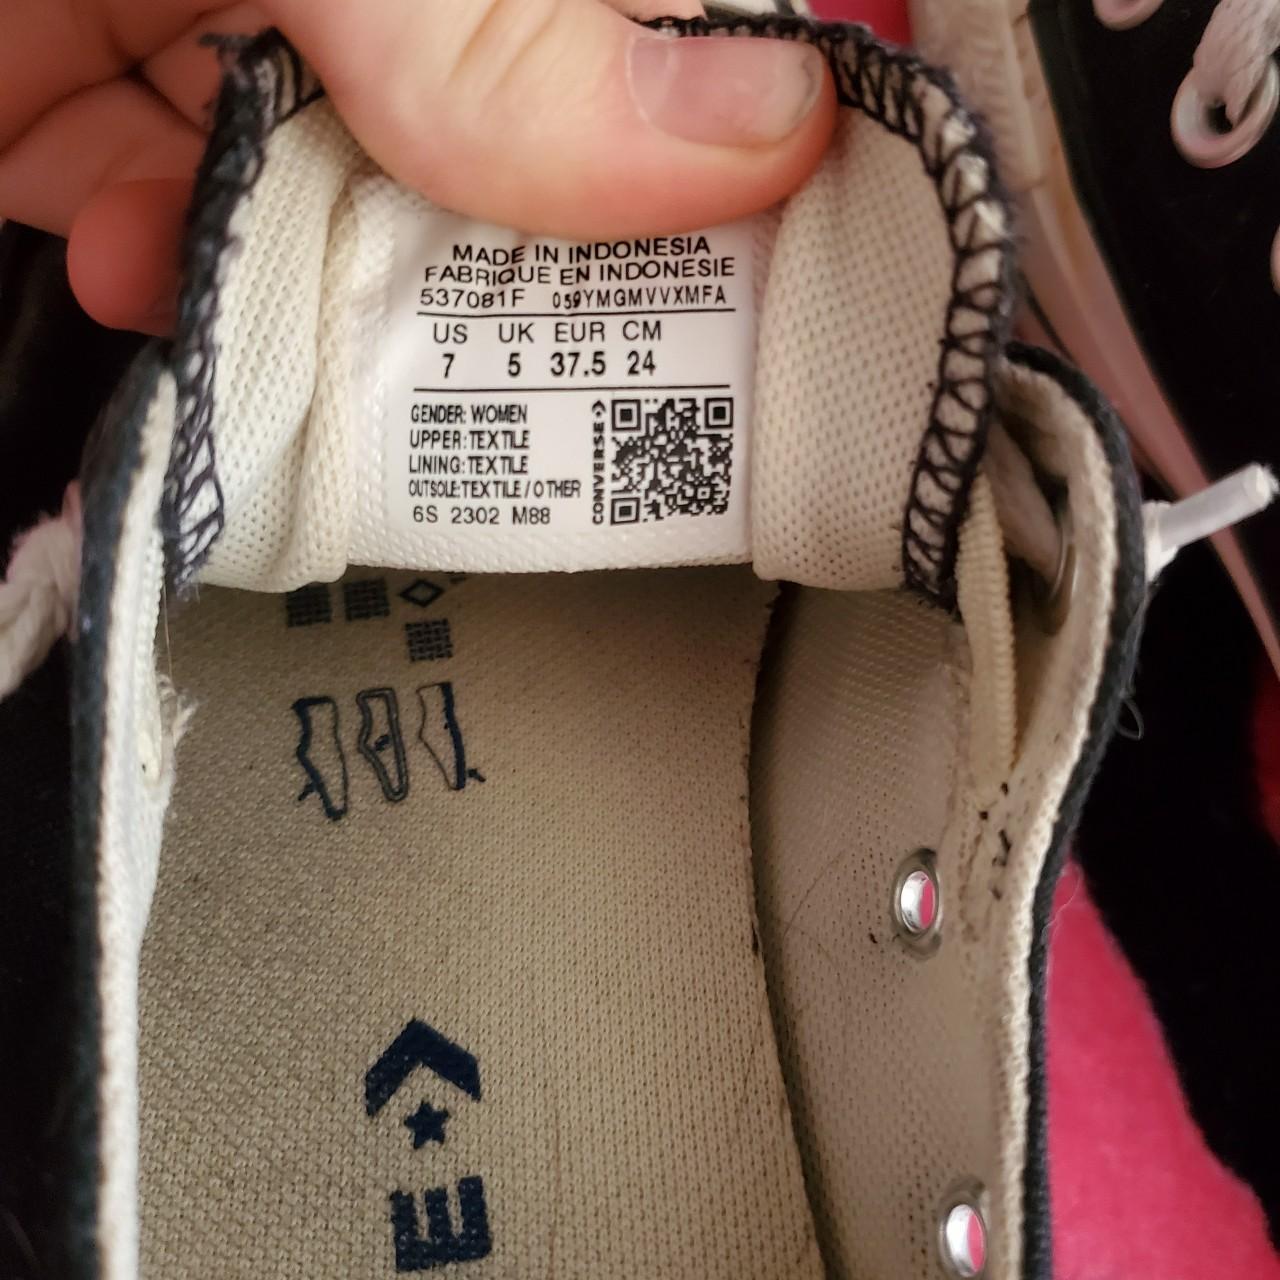 MADE IN INDONESIA
FABRIQUE EN INDONESIE
537081F 059YMGMVVXMFA
US UK EUR CM
7 5 37.5 24
GENDER: WOMEN
UPPER: TEXTILE
LINING: TEXTILE
OUTSOLE: TEXTILE / OTHER
6S 2302 M88
CONVERSE